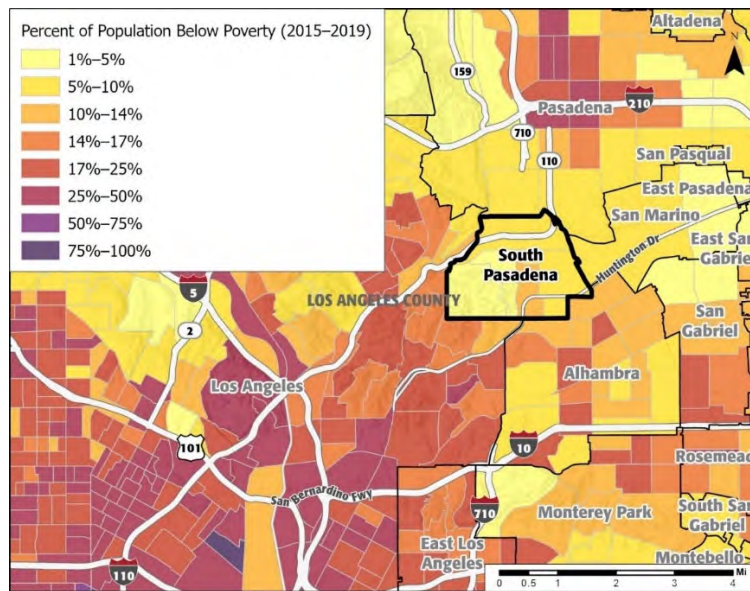 Percent of Population Below Poverty (2015–2019)
1%–5%
5%–10%
10%–14%
14%–17%
17%–25%
25%–50%
50%–75%
75%–100%
Altadena
N
159
Pasadena
210
710
110
San Pasqual
East Pasadena
San Marino
South
Pasadena
Huntington Dr
East San
Gabriel
5
LOS ANGELES COUNTY
2
San
Gabriel
Los Angeles
Alhambra
101
10
Rosemead
San Bernardino Fwy
710
Monterey Park
South San
Gabriel
East Los
Angeles
Montebello
110
Mi
0 0.5 1 2 3 4